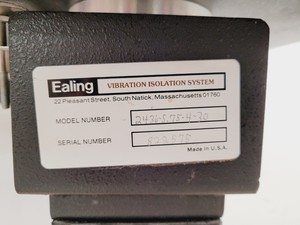 Ealing
VIBRATION ISOLATION SYSTEM
22 Pleasant Street, South Natick, Massachusetts 01760
MODEL NUMBER
SERIAL NUMBER
Made in U.S.A.